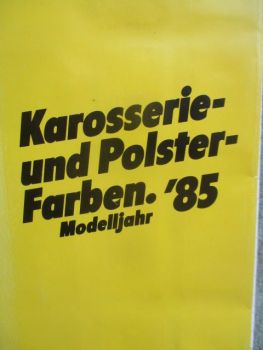 Karosserie-
und Polster-
Farben. '85
Modelljahr